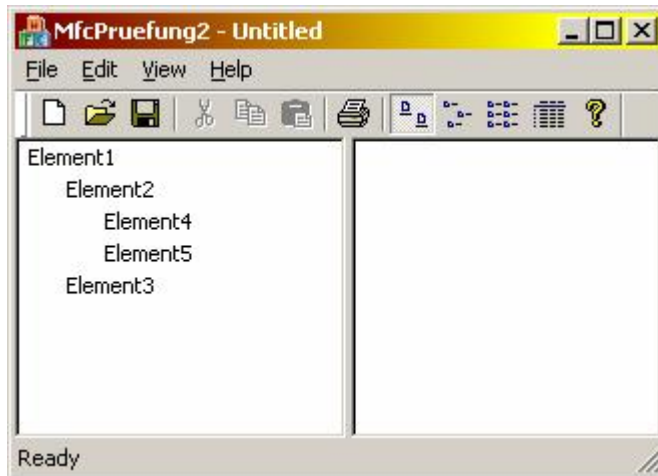 MfcPruefung2 - Untitled
File Edit View Help
Element1
Element2
Element4
Element5
Element3
Ready